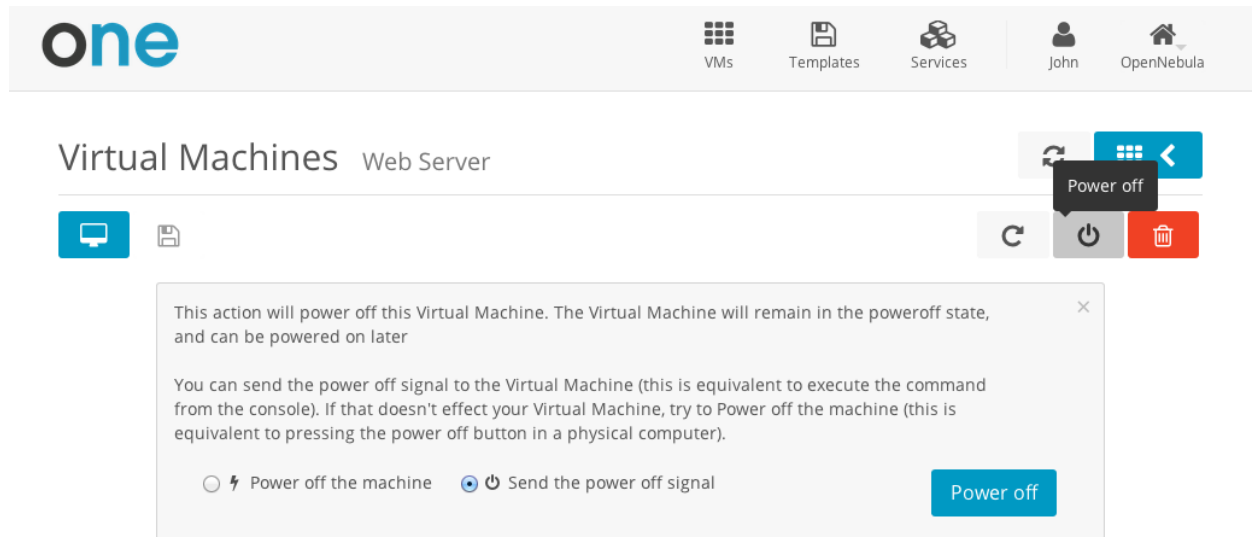 one
VMs
Templates
Services
John
OpenNebula
Virtual Machines Web Server
Power off
This action will power off this Virtual Machine. The Virtual Machine will remain in the poweroff state,
and can be powered on later
You can send the power off signal to the Virtual Machine (this is equivalent to execute the command
from the console). If that doesn't effect your Virtual Machine, try to Power off the machine (this is
equivalent to pressing the power off button in a physical computer).
Power off the machine
Send the power off signal
Power off